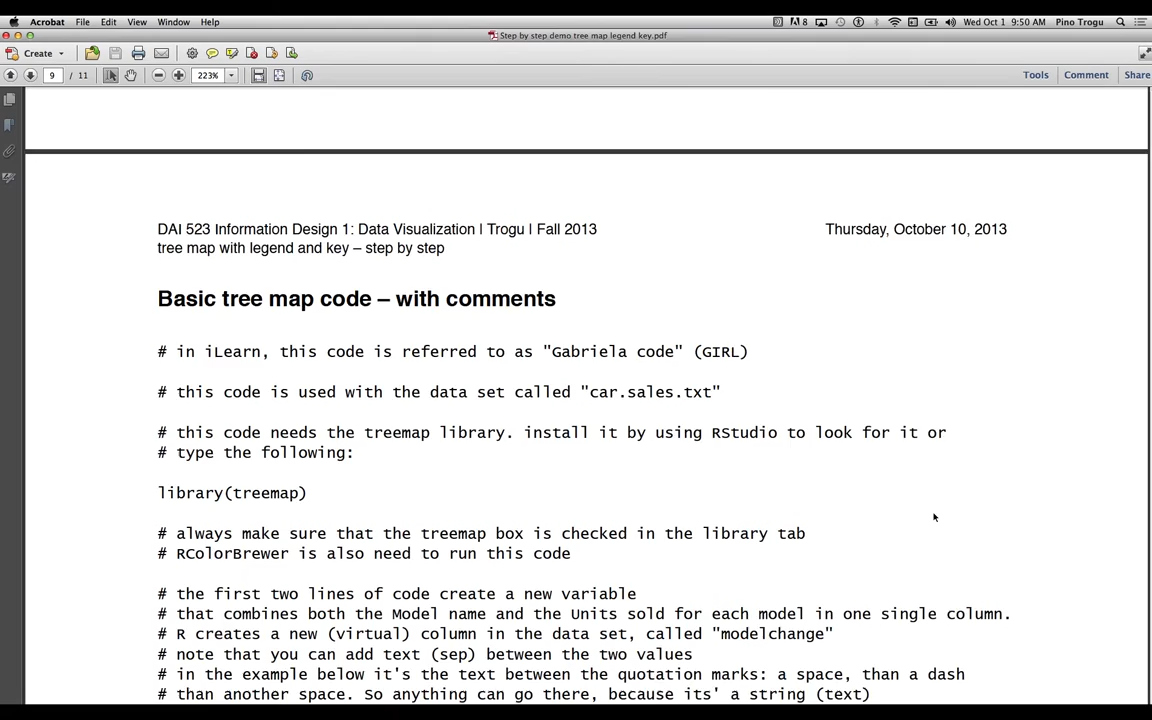 Acrobat File Edit View Window Help 8 Wed Oct 1 9:50 AM Pino Trogu
Step by step demo tree map legend key.pdf
Create
9 / 11 223% Tools Comment Share
DAI 523 Information Design 1: Data Visualization | Trogu | Fall 2013 Thursday, October 10, 2013
tree map with legend and key – step by step
Basic tree map code – with comments
# in iLearn, this code is referred to as "Gabriela code" (GIRL)
# this code is used with the data set called "car.sales.txt"
# this code needs the treemap library. install it by using RStudio to look for it or
# type the following:
library(treemap)
# always make sure that the treemap box is checked in the library tab
# RColorBrewer is also need to run this code
# the first two lines of code create a new variable
# that combines both the Model name and the Units sold for each model in one single column.
# R creates a new (virtual) column in the data set, called "modelchange"
# note that you can add text (sep) between the two values
# in the example below it's the text between the quotation marks: a space, than a dash
# than another space. So anything can go there, because its' a string (text)